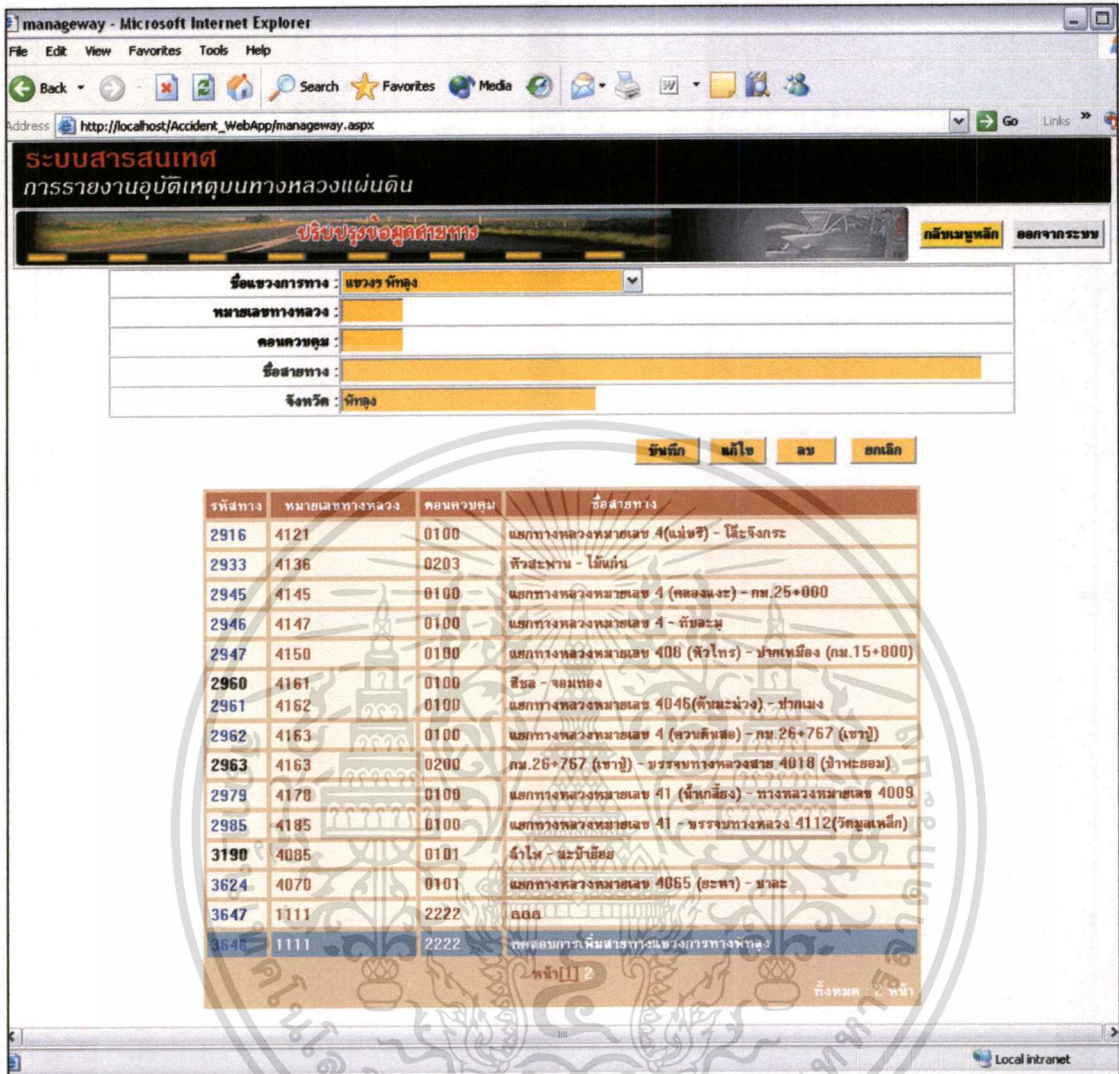 manageway - Microsoft Internet Explorer
File Edit View Favorites Tools Help
Back Search Favorites Media
Address http://localhost/Accident_WebApp/manageway.aspx Go Links »
ระบบสารสนเทศ
การรายงานอุบัติเหตุบนทางหลวงแผ่นดิน
ปรับปรุงข้อมูลสายทาง กลับเมนูหลัก ออกจากระบบ
ชื่อแขวงการทาง : แขวงฯ พัทลุง
หมายเลขทางหลวง :
ตอนควบคุม :
ชื่อสายทาง :
จังหวัด : พัทลุง
บันทึก แก้ไข ลบ ยกเลิก
รหัสทาง หมายเลขทางหลวง ตอนควบคุม ชื่อสายทาง
2916 4121 0100 แยกทางหลวงหมายเลข 4(แม่ขรี) - โล๊ะจังกระ
2933 4136 0203 หัวสะพาน - ไม้แก่น
2945 4145 0100 แยกทางหลวงหมายเลข 4 (คลองแงะ) - กม.25+000
2946 4147 0100 แยกทางหลวงหมายเลข 4 - ทับละมุ
2947 4150 0100 แยกทางหลวงหมายเลข 408 (หัวไทร) - ปากเหมือง (กม.15+800)
2960 4161 0100 สิชล - จอมทอง
2961 4162 0100 แยกทางหลวงหมายเลข 4046(ต้นมะม่วง) - ปากเมง
2962 4163 0100 แยกทางหลวงหมายเลข 4 (ควนดินสอ) - กม.26+767 (เขาปู่)
2963 4163 0200 กม.26+767 (เขาปู่) - บรรจบทางหลวงสาย 4018 (ป่าพะยอม)
2979 4178 0100 แยกทางหลวงหมายเลข 41 (น้ำเกลี้ยง) - ทางหลวงหมายเลข 4009
2985 4185 0100 แยกทางหลวงหมายเลข 41 - บรรจบทางหลวง 4112(วัดมูลเหล็ก)
3190 4085 0101 ลำไพ - สะบ้าย้อย
3624 4070 0101 แยกทางหลวงหมายเลข 4065 (ยะหา) - บาละ
3647 1111 2222 ลลล
3648 1111 2222 ทดสอบการเพิ่มสายทางแขวงการทางพัทลุง
หน้า[1] 2
ทั้งหมด : 2 หน้า
Local intranet